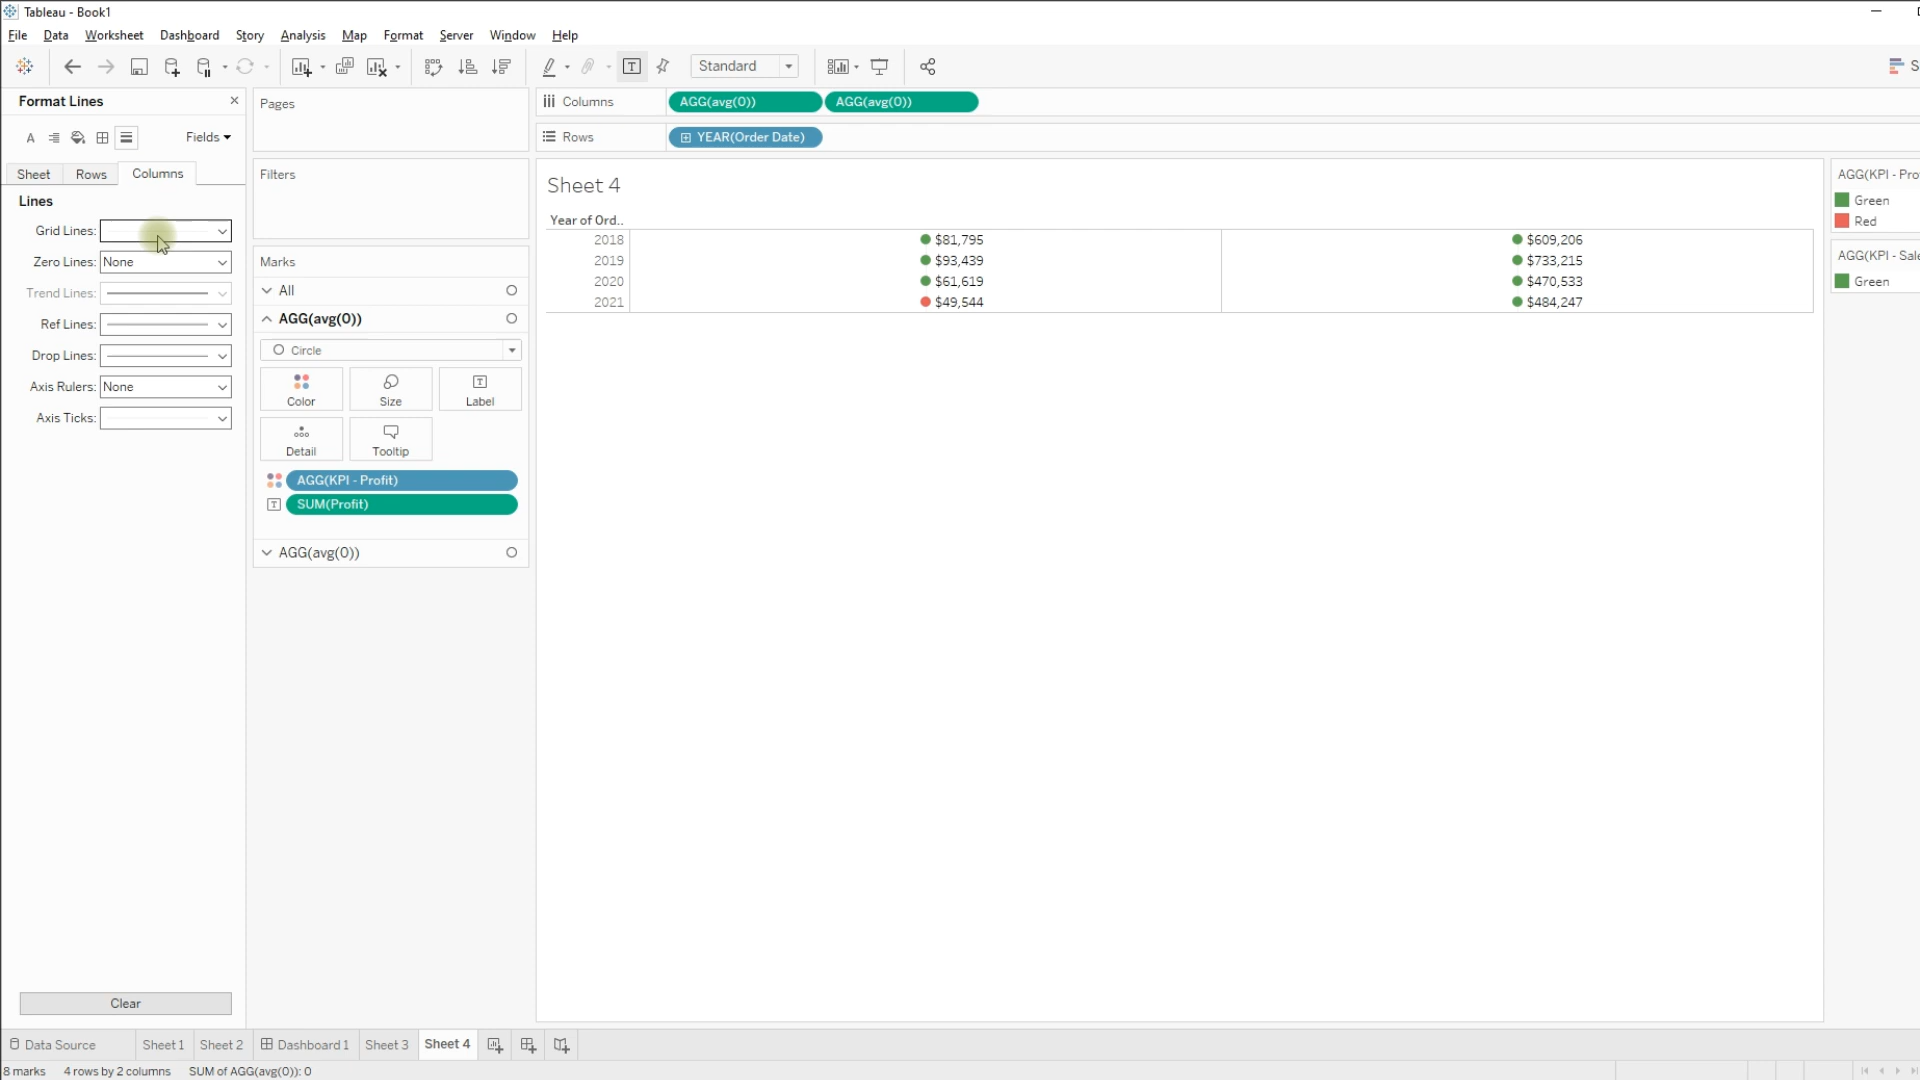 Tableau - Book1
File Data Worksheet Dashboard Story Analysis Map Format Server Window Help
Standard
Format Lines
Fields
Sheet Rows Columns
Lines
Grid Lines:
Zero Lines: None
Trend Lines:
Ref Lines:
Drop Lines:
Axis Rulers: None
Axis Ticks:
Clear
Pages
Filters
Marks
All
AGG(avg(0))
Circle
Color Size Label
Detail Tooltip
AGG(KPI - Profit)
SUM(Profit)
AGG(avg(0))
Columns AGG(avg(0)) AGG(avg(0))
Rows YEAR(Order Date)
Sheet 4
Year of Ord..
2018 $81,795 $609,206
2019 $93,439 $733,215
2020 $61,619 $470,533
2021 $49,544 $484,247
S
AGG(KPI - Pro
Green
Red
AGG(KPI - Sale
Green
Data Source Sheet 1 Sheet 2 Dashboard 1 Sheet 3 Sheet 4
8 marks 4 rows by 2 columns SUM of AGG(avg(0)): 0